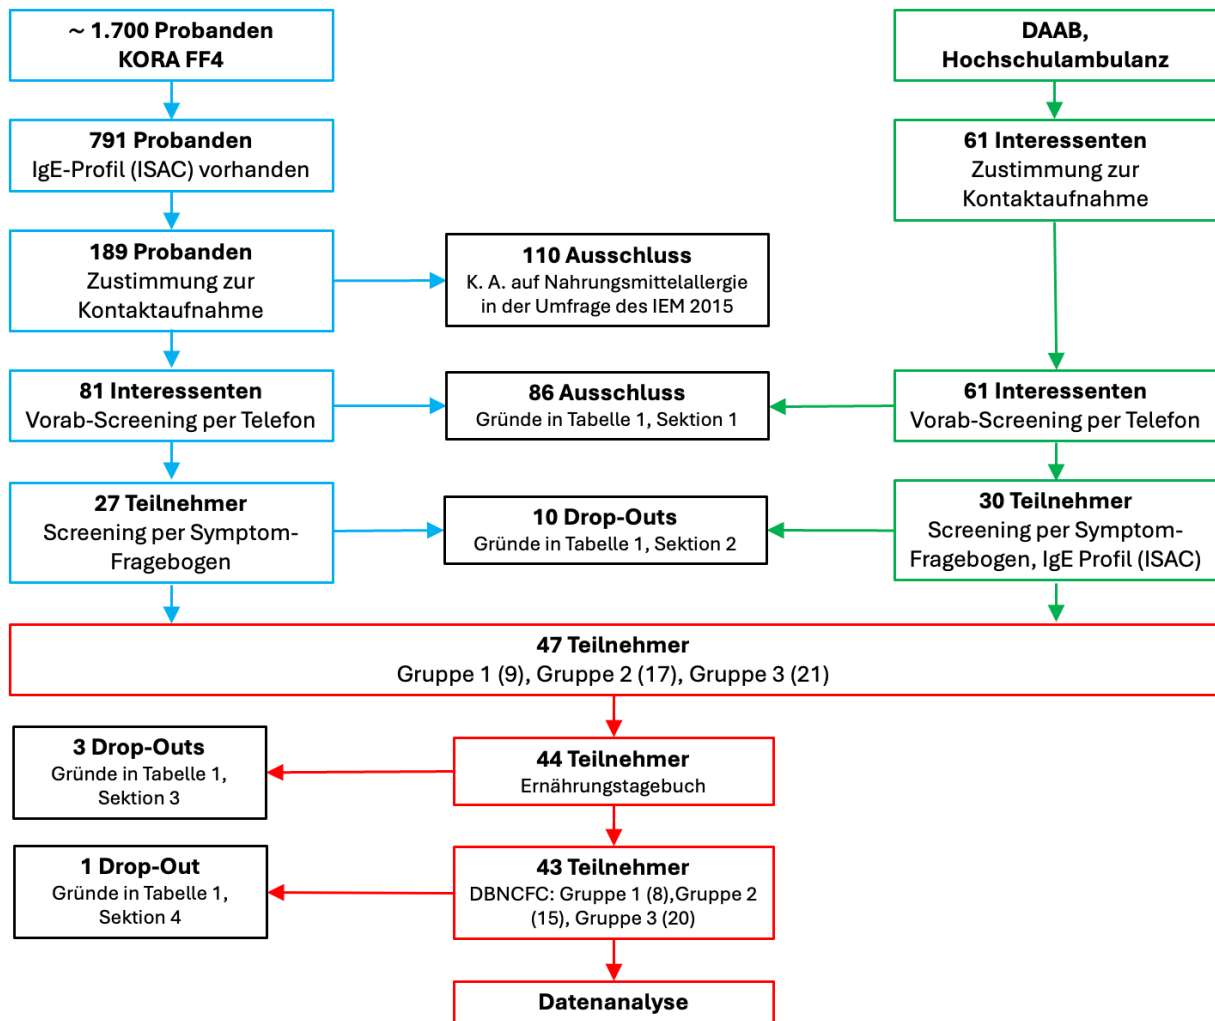 ~ 1.700 Probanden
KORA FF4
DAAB,
Hochschulambulanz
791 Probanden
IgE-Profil (ISAC) vorhanden
61 Interessenten
Zustimmung zur
Kontaktaufnahme
189 Probanden
Zustimmung zur
Kontaktaufnahme
110 Ausschluss
K. A. auf Nahrungsmittelallergie
in der Umfrage des IEM 2015
81 Interessenten
Vorab-Screening per Telefon
86 Ausschluss
Gründe in Tabelle 1, Sektion 1
61 Interessenten
Vorab-Screening per Telefon
27 Teilnehmer
Screening per Symptom-
Fragebogen
10 Drop-Outs
Gründe in Tabelle 1, Sektion 2
30 Teilnehmer
Screening per Symptom-
Fragebogen, IgE Profil (ISAC)
47 Teilnehmer
Gruppe 1 (9), Gruppe 2 (17), Gruppe 3 (21)
3 Drop-Outs
Gründe in Tabelle 1,
Sektion 3
44 Teilnehmer
Ernährungstagebuch
1 Drop-Out
Gründe in Tabelle 1,
Sektion 4
43 Teilnehmer
DBNCFC: Gruppe 1 (8),Gruppe 2
(15), Gruppe 3 (20)
Datenanalyse